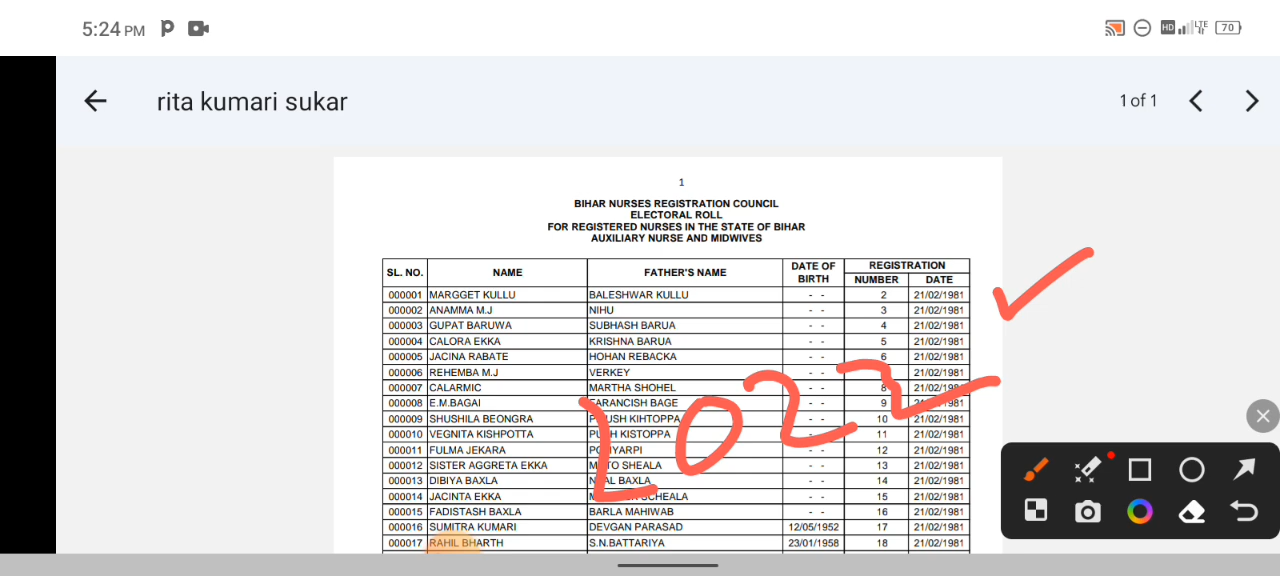 5:24 PM HD LTE 70
rita kumari sukar 1 of 1
1
BIHAR NURSES REGISTRATION COUNCIL
ELECTORAL ROLL
FOR REGISTERED NURSES IN THE STATE OF BIHAR
AUXILIARY NURSE AND MIDWIVES
SL. NO. NAME FATHER'S NAME DATE OF BIRTH REGISTRATION
NUMBER DATE
000001 MARGGET KULLU BALESHWAR KULLU - - 2 21/02/1981
000002 ANAMMA M.J NIHU - - 3 21/02/1981
000003 GUPAT BARUWA SUBHASH BARUA - - 4 21/02/1981
000004 CALORA EKKA KRISHNA BARUA - - 5 21/02/1981
000005 JACINA RABATE HOHAN REBACKA - - 6 21/02/1981
000006 REHEMBA M.J VERKEY - - 21/02/1981
000007 CALARMIC MARTHA SHOHEL - - 8 21/02/1981
000008 E.M.BAGAI FARANCISH BAGE - - 9 21/02/1981
000009 SHUSHILA BEONGRA KIHTOPPA - - 10 21/02/1981
000010 VEGNITA KISHPOTTA KISTOPPA - - 11 21/02/1981
000011 FULMA JEKARA - - 12 21/02/1981
000012 SISTER AGGRETA EKKA SHEALA - - 13 21/02/1981
000013 DIBIYA BAXLA BAXLA - - 14 21/02/1981
000014 JACINTA EKKA SCHEALA - - 15 21/02/1981
000015 FADISTASH BAXLA BARLA MAHIWAB - - 16 21/02/1981
000016 SUMITRA KUMARI DEVGAN PARASAD 12/05/1952 17 21/02/1981
000017 RAHIL BHARTH S.N.BATTARIYA 23/01/1958 18 21/02/1981
2022